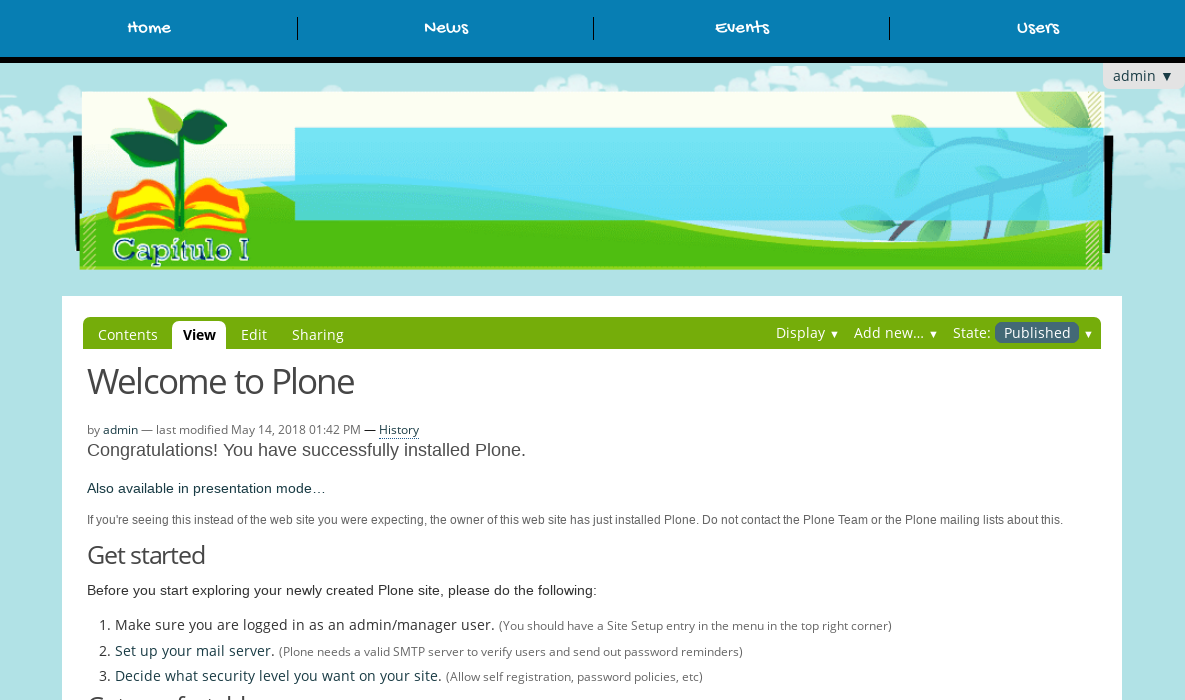 Home News Events Users
admin ▼
Capítulo I
Contents View Edit Sharing Display ▼ Add new… ▼ State: Published ▼
Welcome to Plone
by admin — last modified May 14, 2018 01:42 PM — History
Congratulations! You have successfully installed Plone.
Also available in presentation mode…
If you're seeing this instead of the web site you were expecting, the owner of this web site has just installed Plone. Do not contact the Plone Team or the Plone mailing lists about this.
Get started
Before you start exploring your newly created Plone site, please do the following:
1. Make sure you are logged in as an admin/manager user. (You should have a Site Setup entry in the menu in the top right corner)
2. Set up your mail server. (Plone needs a valid SMTP server to verify users and send out password reminders)
3. Decide what security level you want on your site. (Allow self registration, password policies, etc)